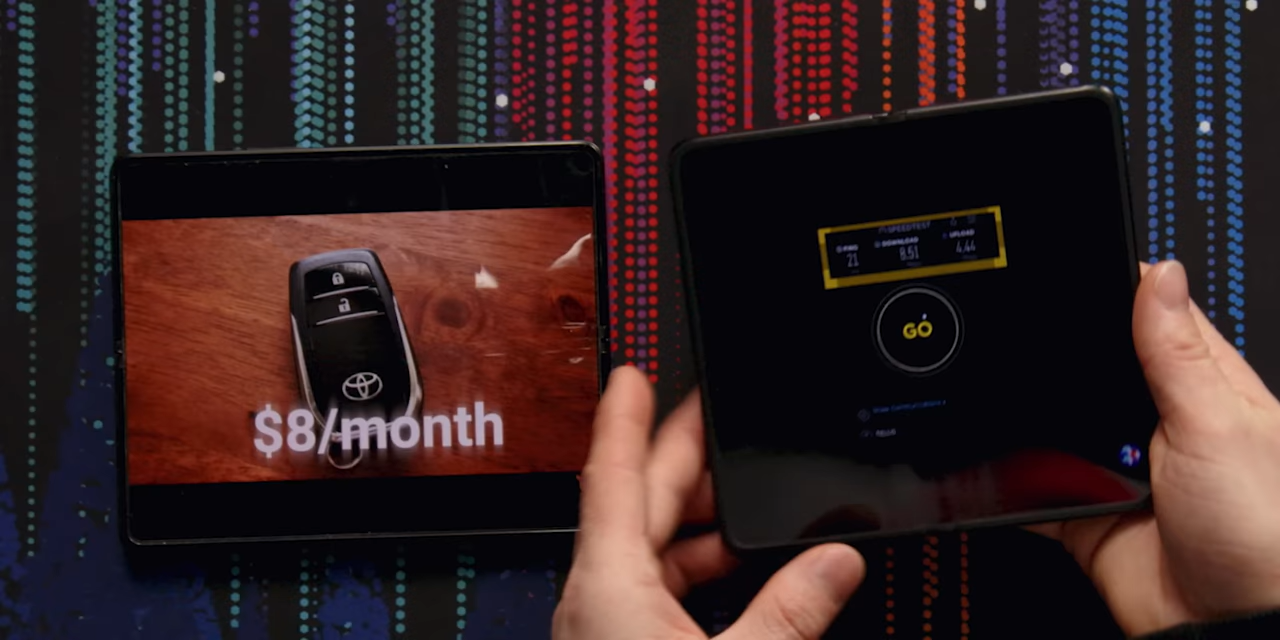 $8/month
SPEEDTEST
PING
DOWNLOAD
UPLOAD
21
8.51
4.44
GO